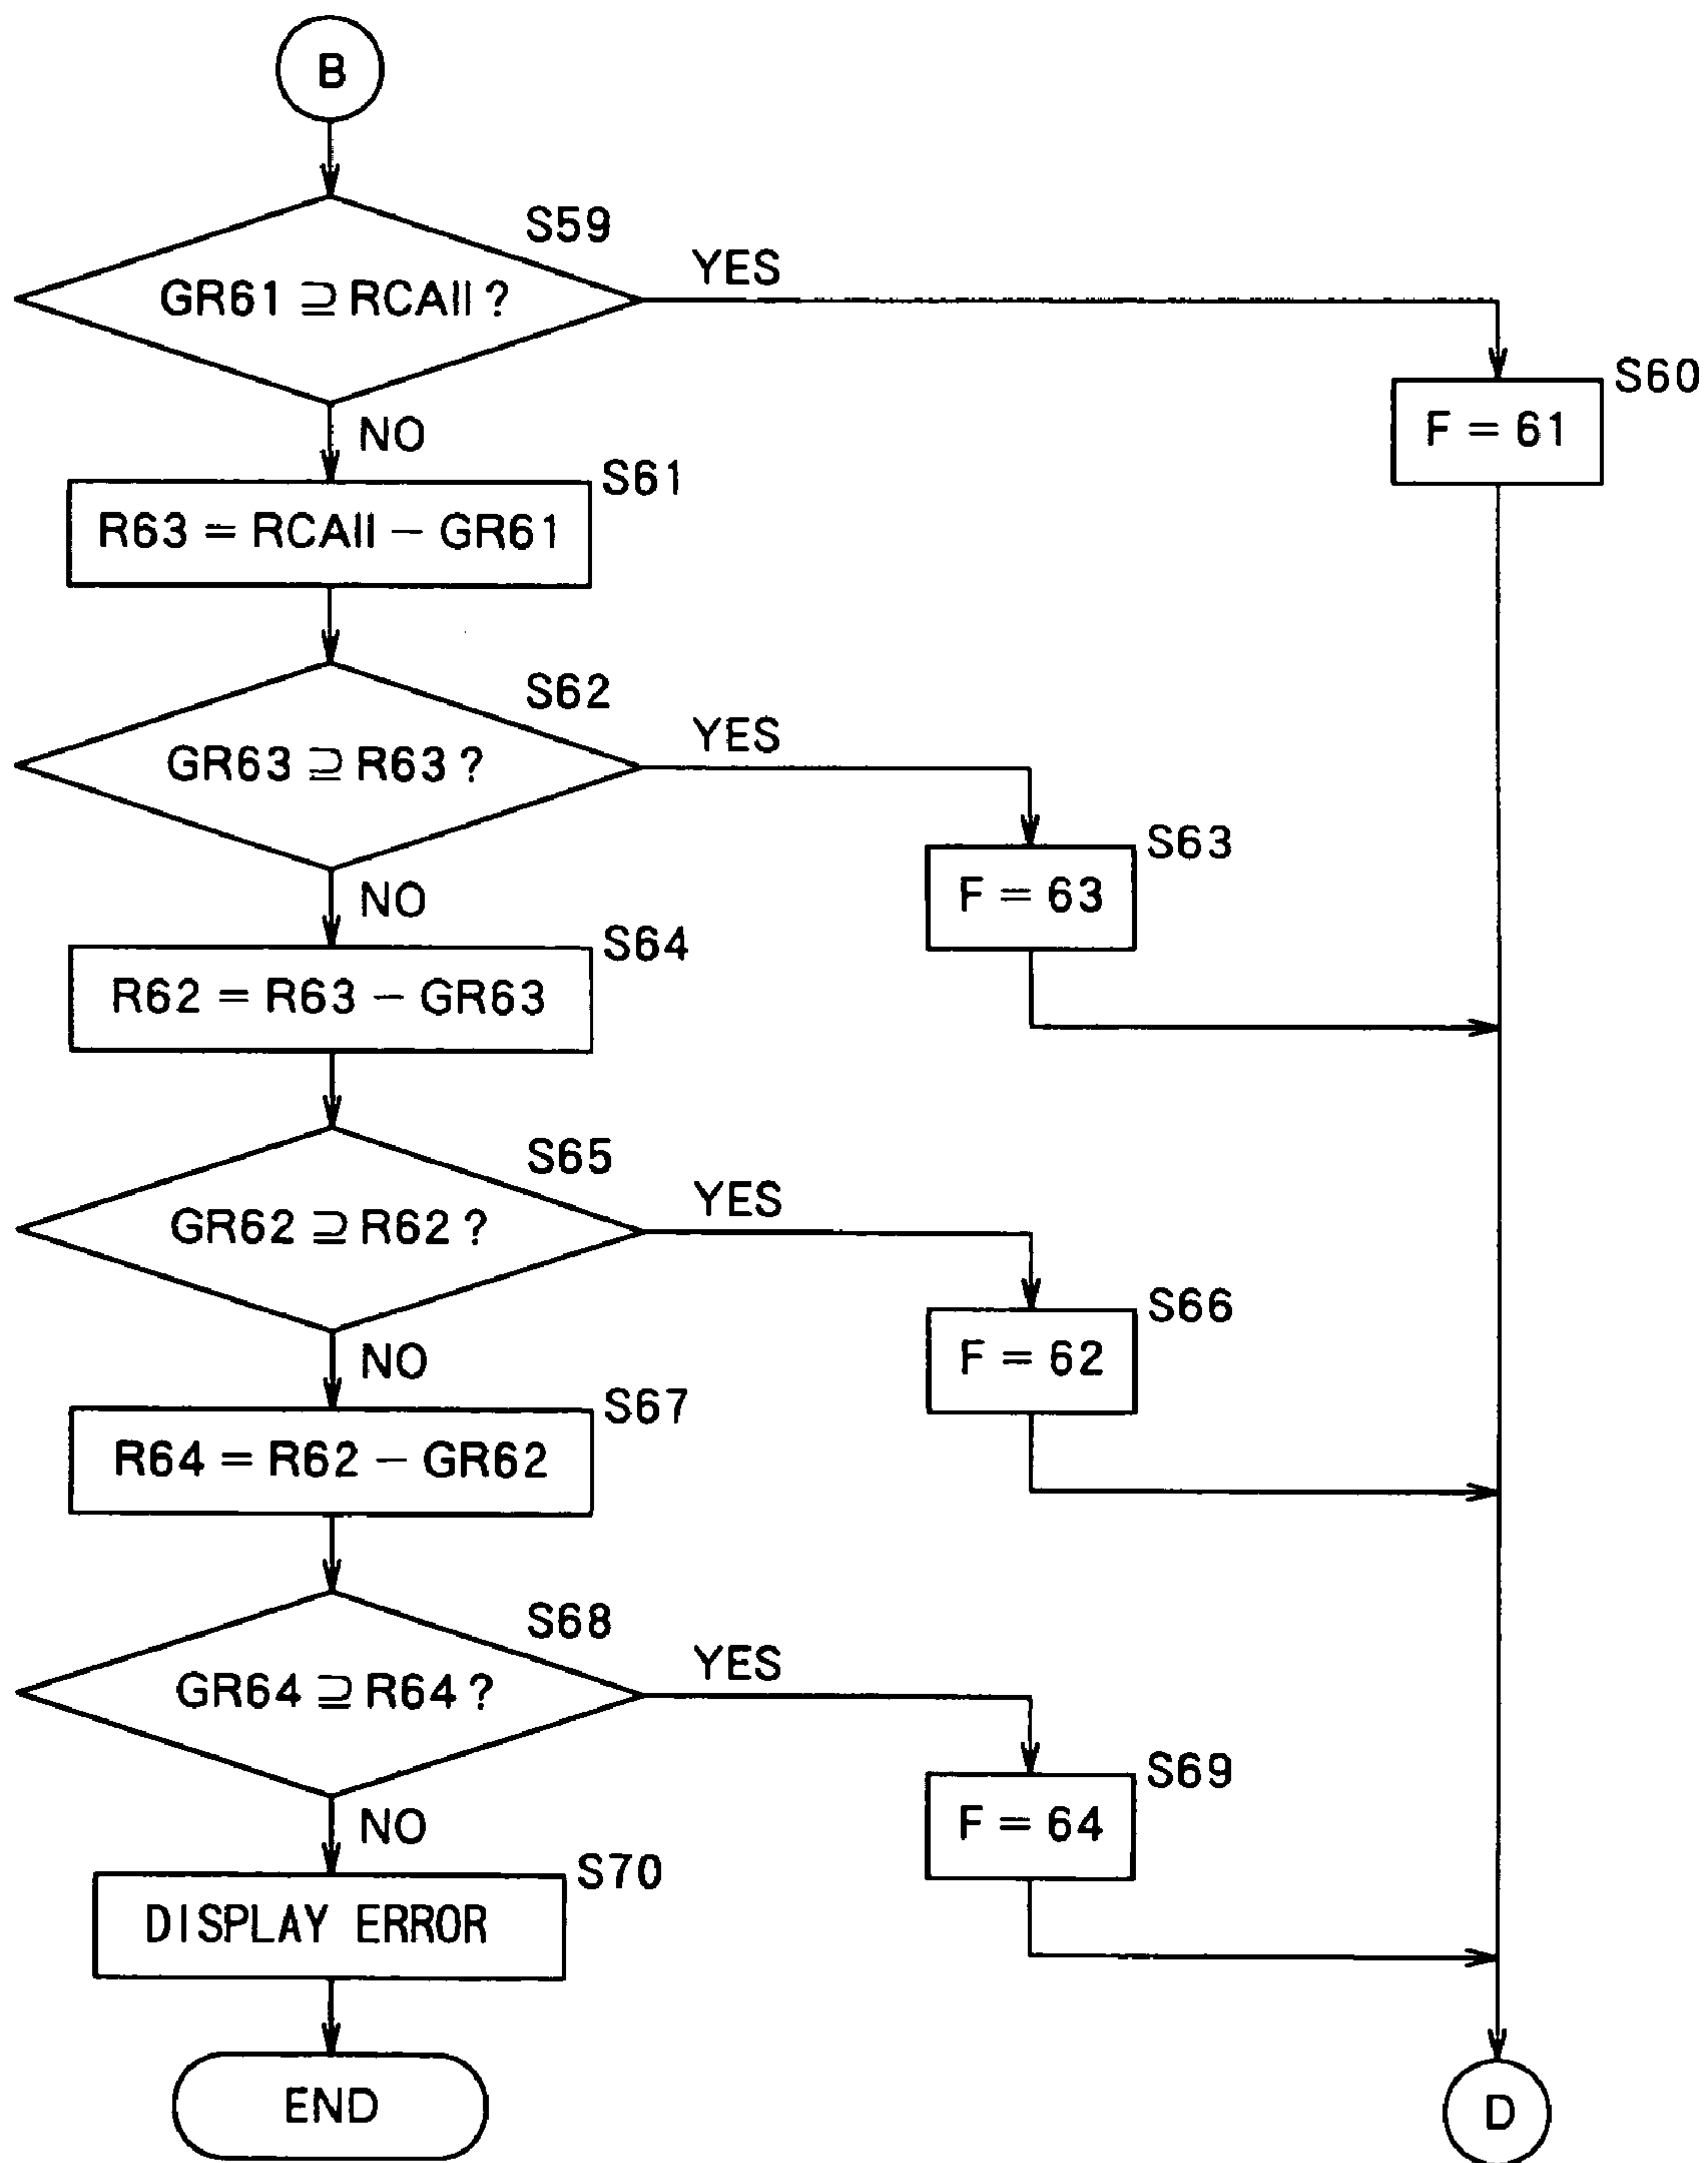 B
S59
GR61 ⊇ RCAll ?
YES
S60
F = 61
NO
S61
R63 = RCAll − GR61
S62
GR63 ⊇ R63 ?
YES
S63
F = 63
NO
S64
R62 = R63 − GR63
S65
GR62 ⊇ R62 ?
YES
S66
F = 62
NO
S67
R64 = R62 − GR62
S68
GR64 ⊇ R64 ?
YES
S69
F = 64
NO
S70
DISPLAY ERROR
END
D